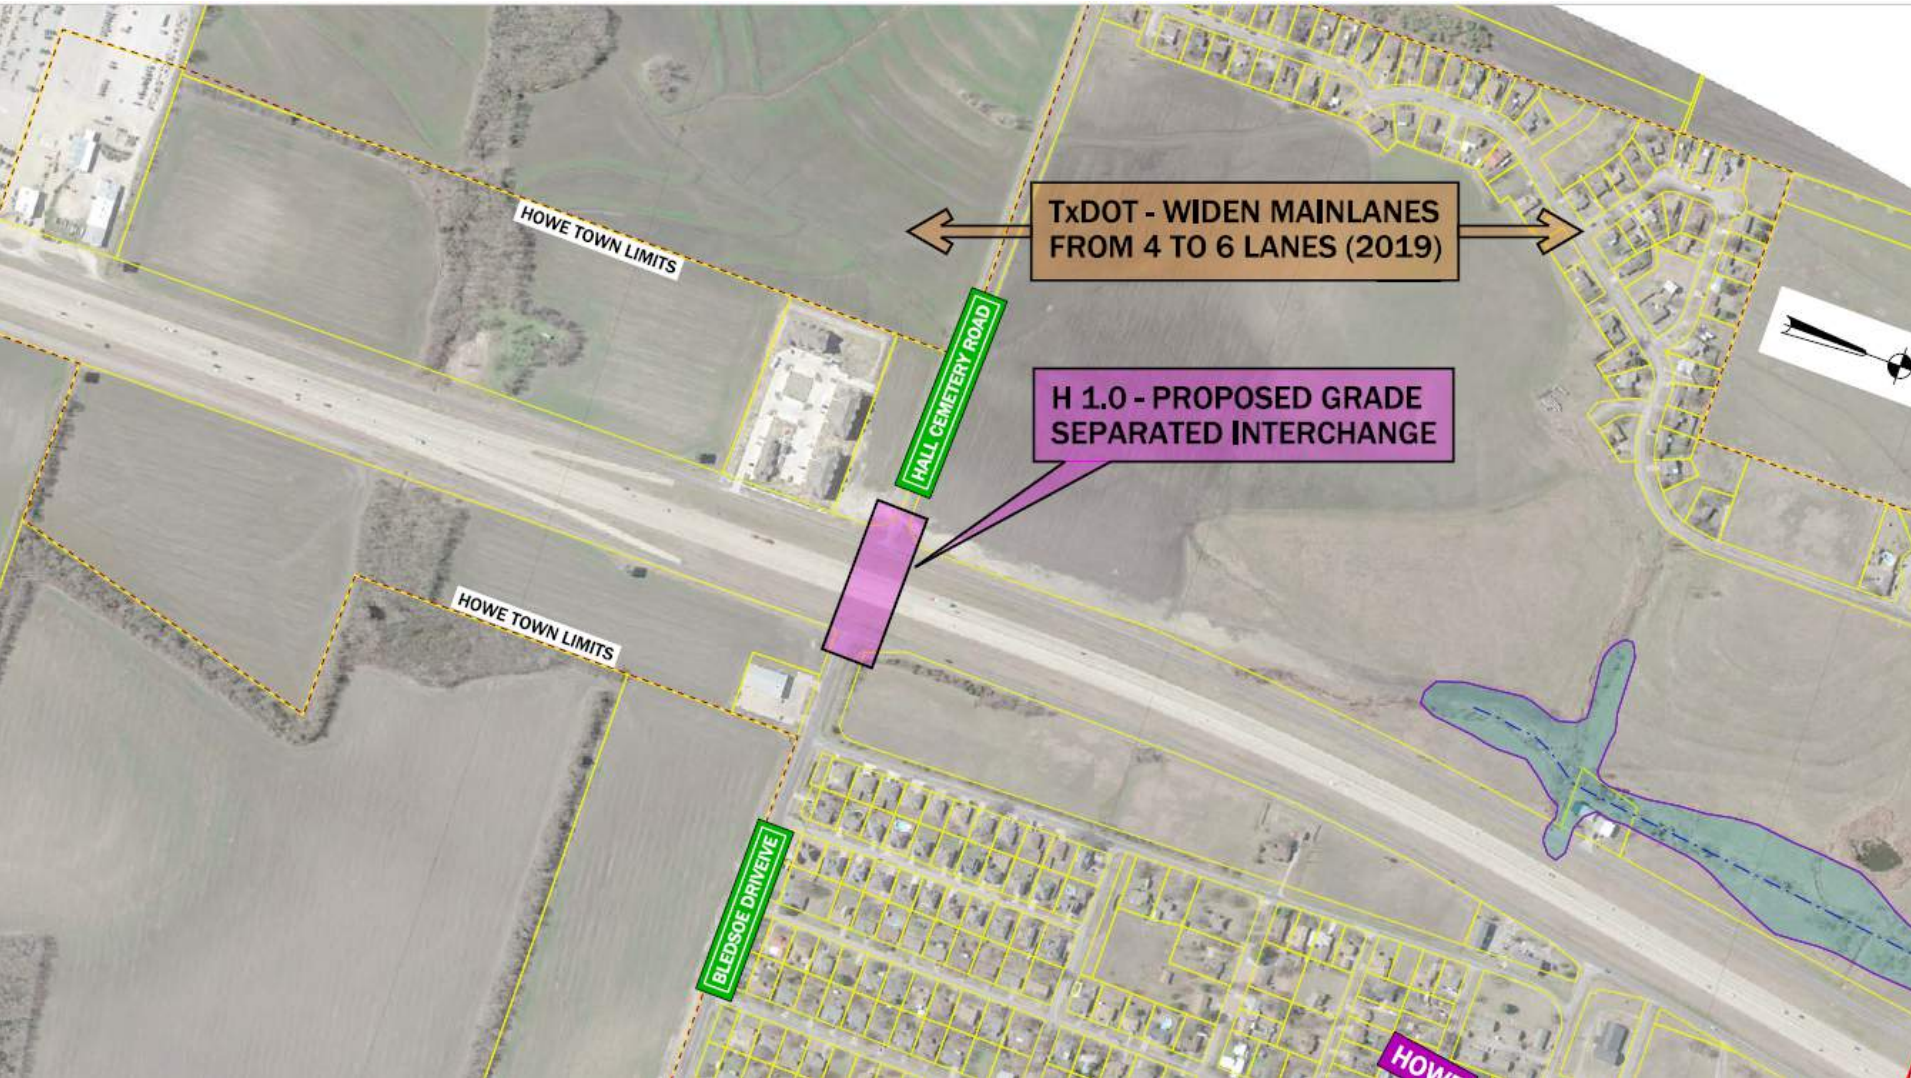 TxDOT - WIDEN MAINLANES
FROM 4 TO 6 LANES (2019)
HOWE TOWN LIMITS
HALL CEMETERY ROAD
H 1.0 - PROPOSED GRADE
SEPARATED INTERCHANGE
HOWE TOWN LIMITS
BLEDSOE DRIVEIVE